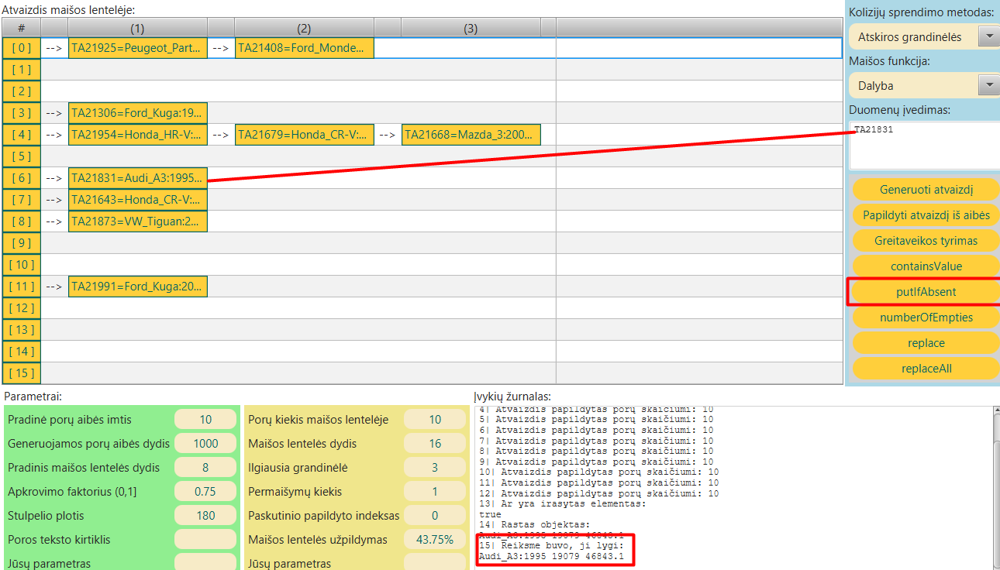 Atvaizdis maišos lentelėje:
# (1) (2) (3)
[ 0 ] --> TA21925=Peugeot_Part... --> TA21408=Ford_Monde...
[ 1 ]
[ 2 ]
[ 3 ] --> TA21306=Ford_Kuga:19...
[ 4 ] --> TA21954=Honda_HR-V:... --> TA21679=Honda_CR-V:... --> TA21668=Mazda_3:200...
[ 5 ]
[ 6 ] --> TA21831=Audi_A3:1995...
[ 7 ] --> TA21643=Honda_CR-V:...
[ 8 ] --> TA21873=VW_Tiguan:2...
[ 9 ]
[ 10 ]
[ 11 ] --> TA21991=Ford_Kuga:20...
[ 12 ]
[ 13 ]
[ 14 ]
[ 15 ]
Kolizijų sprendimo metodas:
Atskiros grandinėlės
Maišos funkcija:
Dalyba
Duomenų įvedimas:
TA21831
Generuoti atvaizdį
Papildyti atvaizdį iš aibės
Greitaveikos tyrimas
containsValue
putIfAbsent
numberOfEmpties
replace
replaceAll
Parametrai:
Pradinė porų aibės imtis 10
Generuojamos porų aibės dydis 1000
Pradinis maišos lentelės dydis 8
Apkrovimo faktorius (0,1] 0.75
Stulpelio plotis 180
Poros teksto kirtiklis
Jūsų parametras
Porų kiekis maišos lentelėje 10
Maišos lentelės dydis 16
Ilgiausia grandinėlė 3
Permaišymų kiekis 1
Paskutinio papildyto indeksas 0
Maišos lentelės užpildymas 43.75%
Jūsų parametras
Įvykių žurnalas:
4| Atvaizdis papildytas porų skaičiumi: 10
5| Atvaizdis papildytas porų skaičiumi: 10
6| Atvaizdis papildytas porų skaičiumi: 10
7| Atvaizdis papildytas porų skaičiumi: 10
8| Atvaizdis papildytas porų skaičiumi: 10
9| Atvaizdis papildytas porų skaičiumi: 10
10| Atvaizdis papildytas porų skaičiumi: 10
11| Atvaizdis papildytas porų skaičiumi: 10
12| Atvaizdis papildytas porų skaičiumi: 10
13| Ar yra irasytas elementas:
true
14| Rastas objektas:
Audi_A3:1995 19079 46843.1
15| Reiksme buvo, ji lygi:
Audi_A3:1995 19079 46843.1